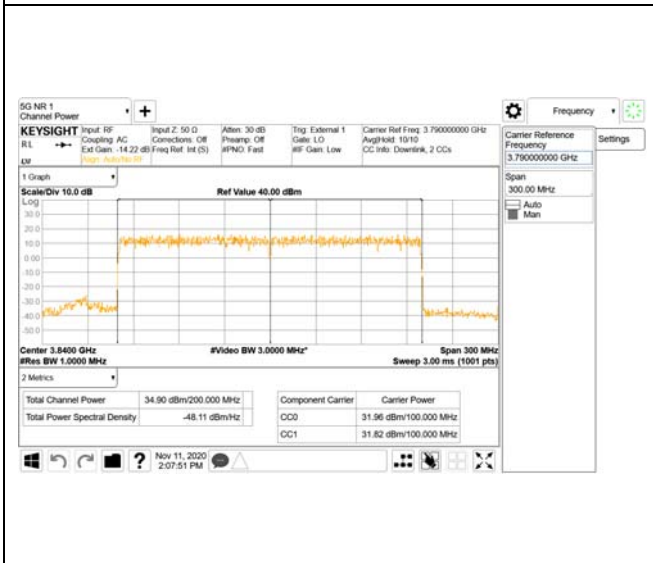 5G NR 1
Channel Power
+
Frequency
KEYSIGHT Input: RF Input Z: 50 Ω Atten: 30 dB Trig: External 1 Carrier Ref Freq: 3.790000000 GHz
RL Coupling: AC Corrections: Off Preamp: Off Gate: LO Avg|Hold: 10/10
Ext Gain: -14.22 dB Freq Ref: Int (S) #PNO: Fast #IF Gain: Low CC Info: Downlink, 2 CCs
Align: Auto/No RF
Carrier Reference
Frequency
3.790000000 GHz
Settings
Span
300.00 MHz
Auto
Man
1 Graph
Scale/Div 10.0 dB Ref Value 40.00 dBm
Log
30.0
20.0
10.0
0.00
-10.0
-20.0
-30.0
-40.0
-50.0
Center 3.8400 GHz #Video BW 3.0000 MHz* Span 300 MHz
#Res BW 1.0000 MHz Sweep 3.00 ms (1001 pts)
2 Metrics
Total Channel Power 34.90 dBm/200.000 MHz Component Carrier Carrier Power
Total Power Spectral Density -48.11 dBm/Hz CC0 31.96 dBm/100.000 MHz
CC1 31.82 dBm/100.000 MHz
? Nov 11, 2020
2:07:51 PM